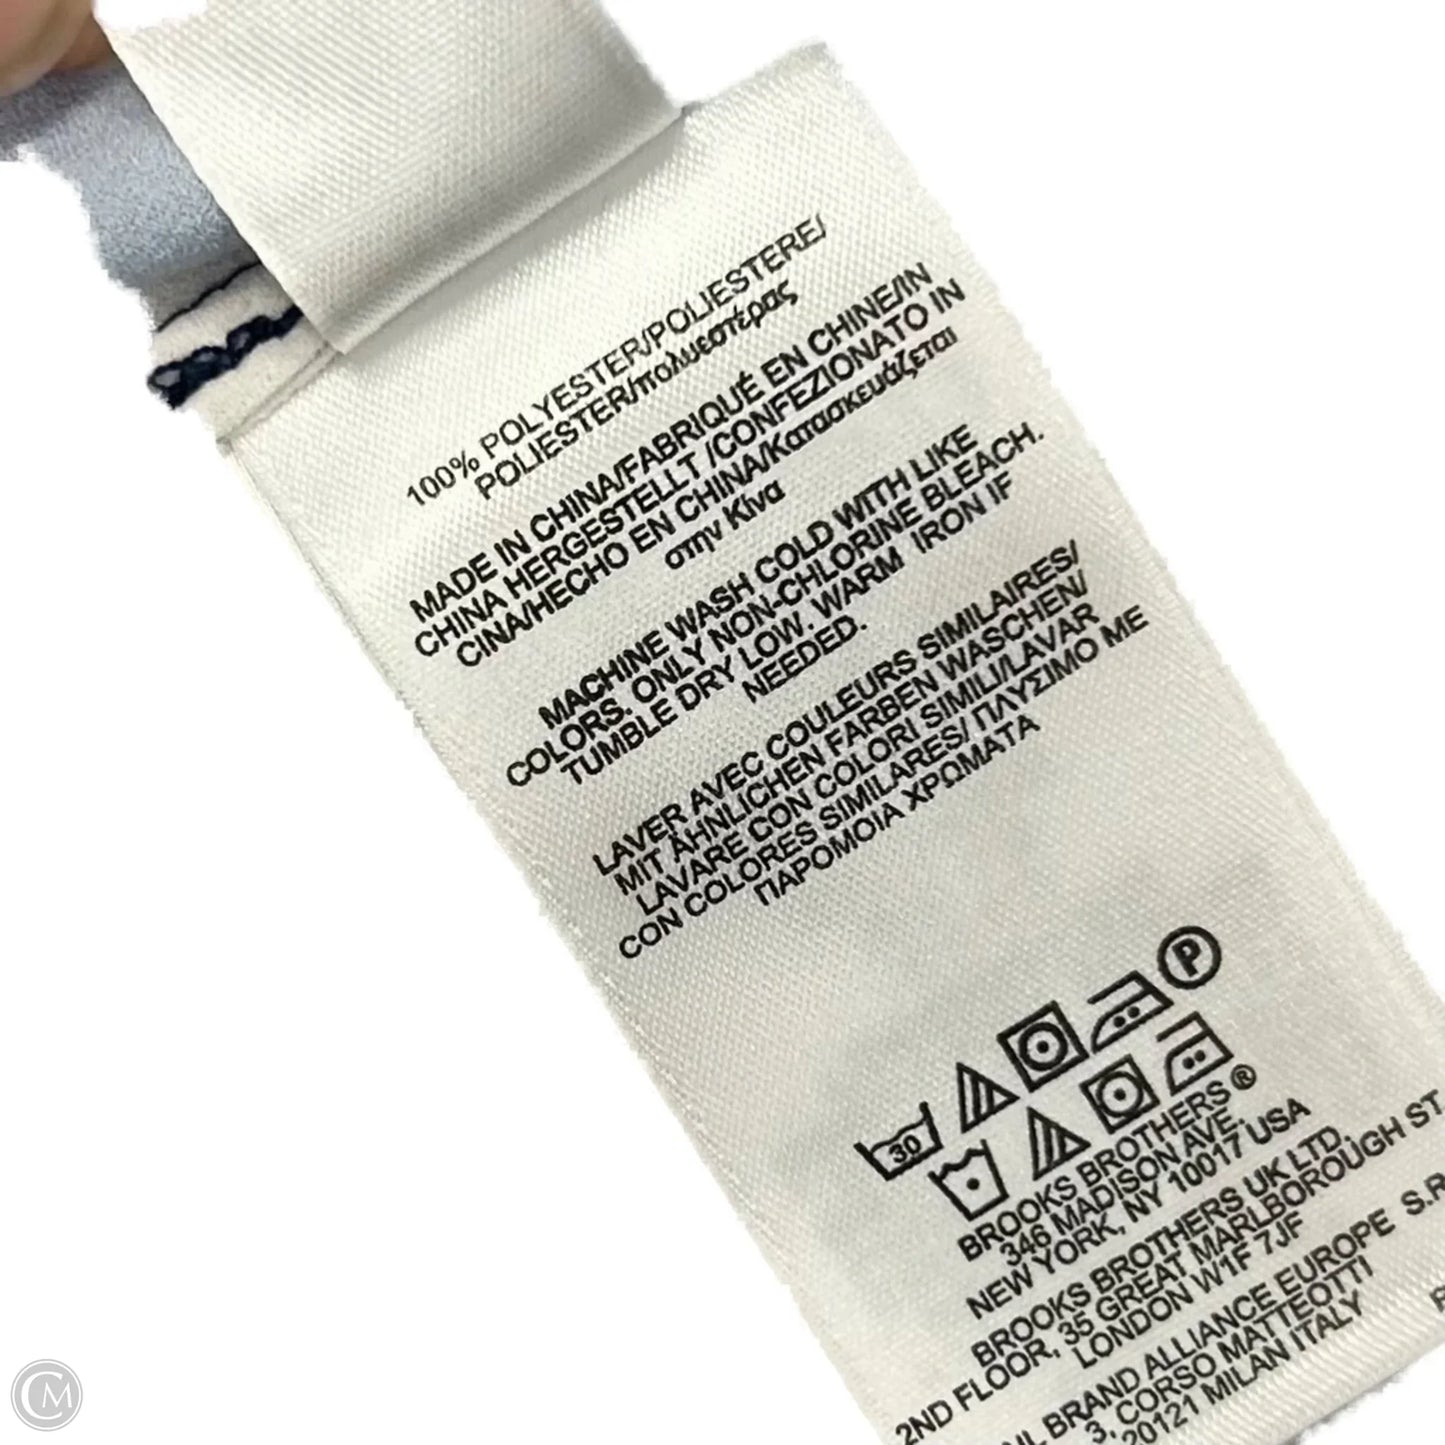 100% POLYESTER/POLIESTERE/
POLIESTER/πολυεστέρας
MADE IN CHINA/FABRIQUÉ EN CHINE/IN
CHINA HERGESTELLT /CONFEZIONATO IN
CINA/HECHO EN CHINA/Κατασκευάζεται
στην Κίνα
MACHINE WASH COLD WITH LIKE
COLORS. ONLY NON-CHLORINE BLEACH.
TUMBLE DRY LOW. WARM IRON IF
NEEDED.
LAVER AVEC COULEURS SIMILAIRES/
MIT ÄHNLICHEN FARBEN WASCHEN/
LAVARE CON COLORI SIMILI/LAVAR
CON COLORES SIMILARES/ ΠΛΥΣΙΜΟ ΜΕ
ΠΑΡΟΜΟΙΑ ΧΡΩΜΑΤΑ
30 P
BROOKS BROTHERS ®
346 MADISON AVE.
NEW YORK, NY 10017 USA
BROOKS BROTHERS UK LTD.
2ND FLOOR, 35 GREAT MARLBOROUGH ST.
LONDON W1F 7JF
BRAND ALLIANCE EUROPE S.R
3, CORSO MATTEOTTI
20121 MILAN ITALY
CM